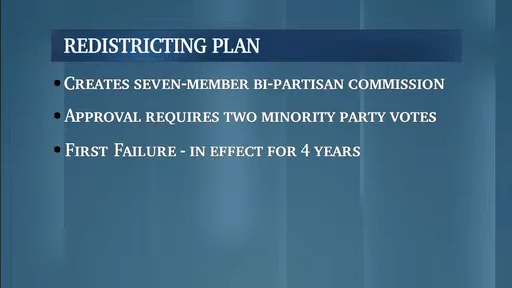 REDISTRICTING PLAN
• CREATES SEVEN-MEMBER BI-PARTISAN COMMISSION
• APPROVAL REQUIRES TWO MINORITY PARTY VOTES
• FIRST FAILURE - IN EFFECT FOR 4 YEARS